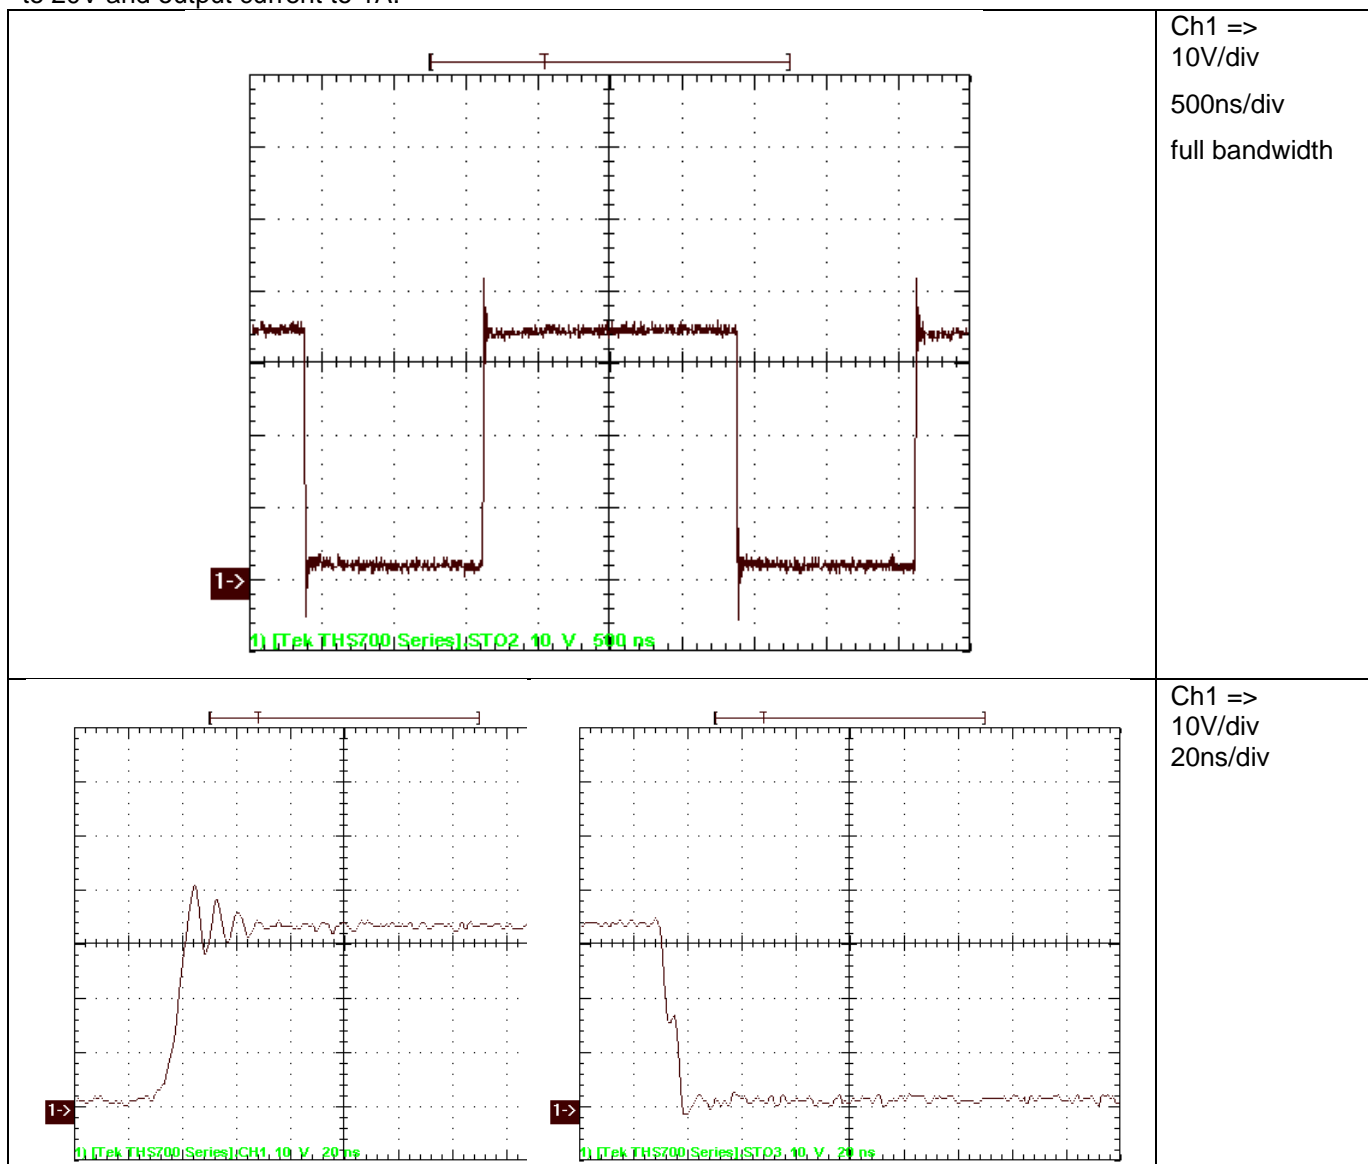 to 20V and output current to 1A.
Ch1 =>
10V/div
500ns/div
full bandwidth
1->
1) [Tek THS700 Series].STO2 10 V 500 ns
Ch1 =>
10V/div
20ns/div
1->
1) [Tek THS700 Series].CH1 10 V 20 ns
1->
1) [Tek THS700 Series].STO3 10 V 20 ns